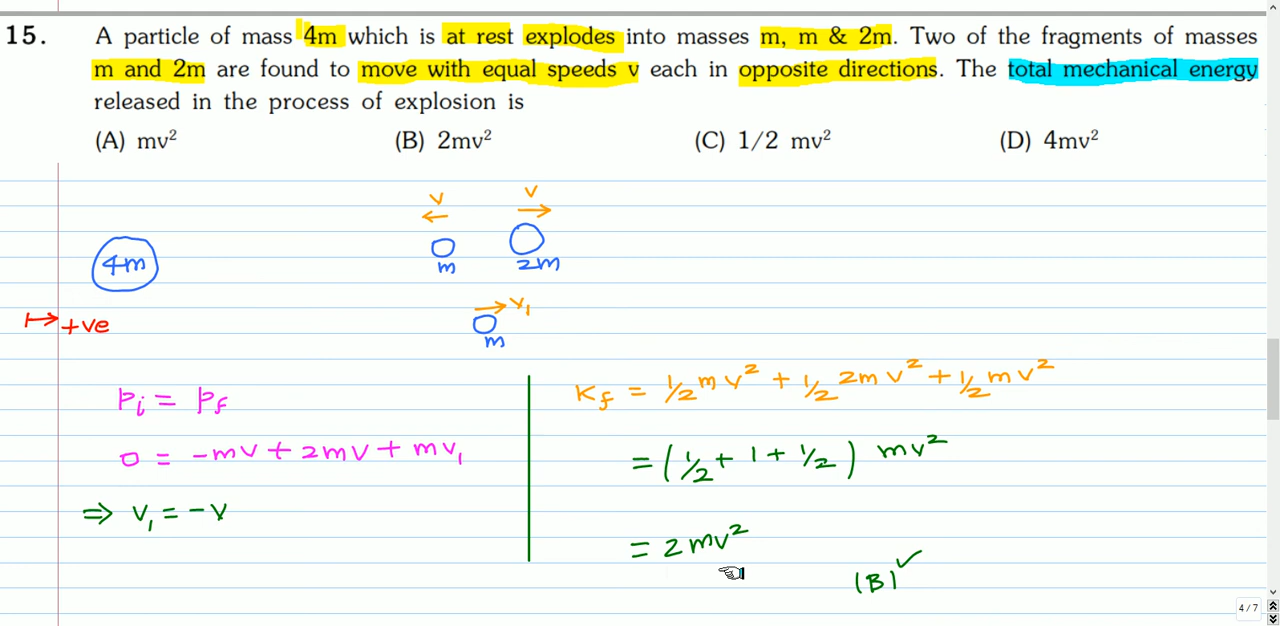 15. A particle of mass 4m which is at rest explodes into masses m, m & 2m. Two of the fragments of masses
m and 2m are found to move with equal speeds v each in opposite directions. The total mechanical energy
released in the process of explosion is
(A) mv² (B) 2mv² (C) 1/2 mv² (D) 4mv²
v v
4m
m 2m
v₁
m
+ve
Pi = Pf
0 = -mv + 2mv + mv₁
⇒ v₁ = -v
Kf = ½mv² + ½ 2mv² + ½mv²
= (½ + 1 + ½) mv²
= 2mv²
(B) ✓
4 / 7